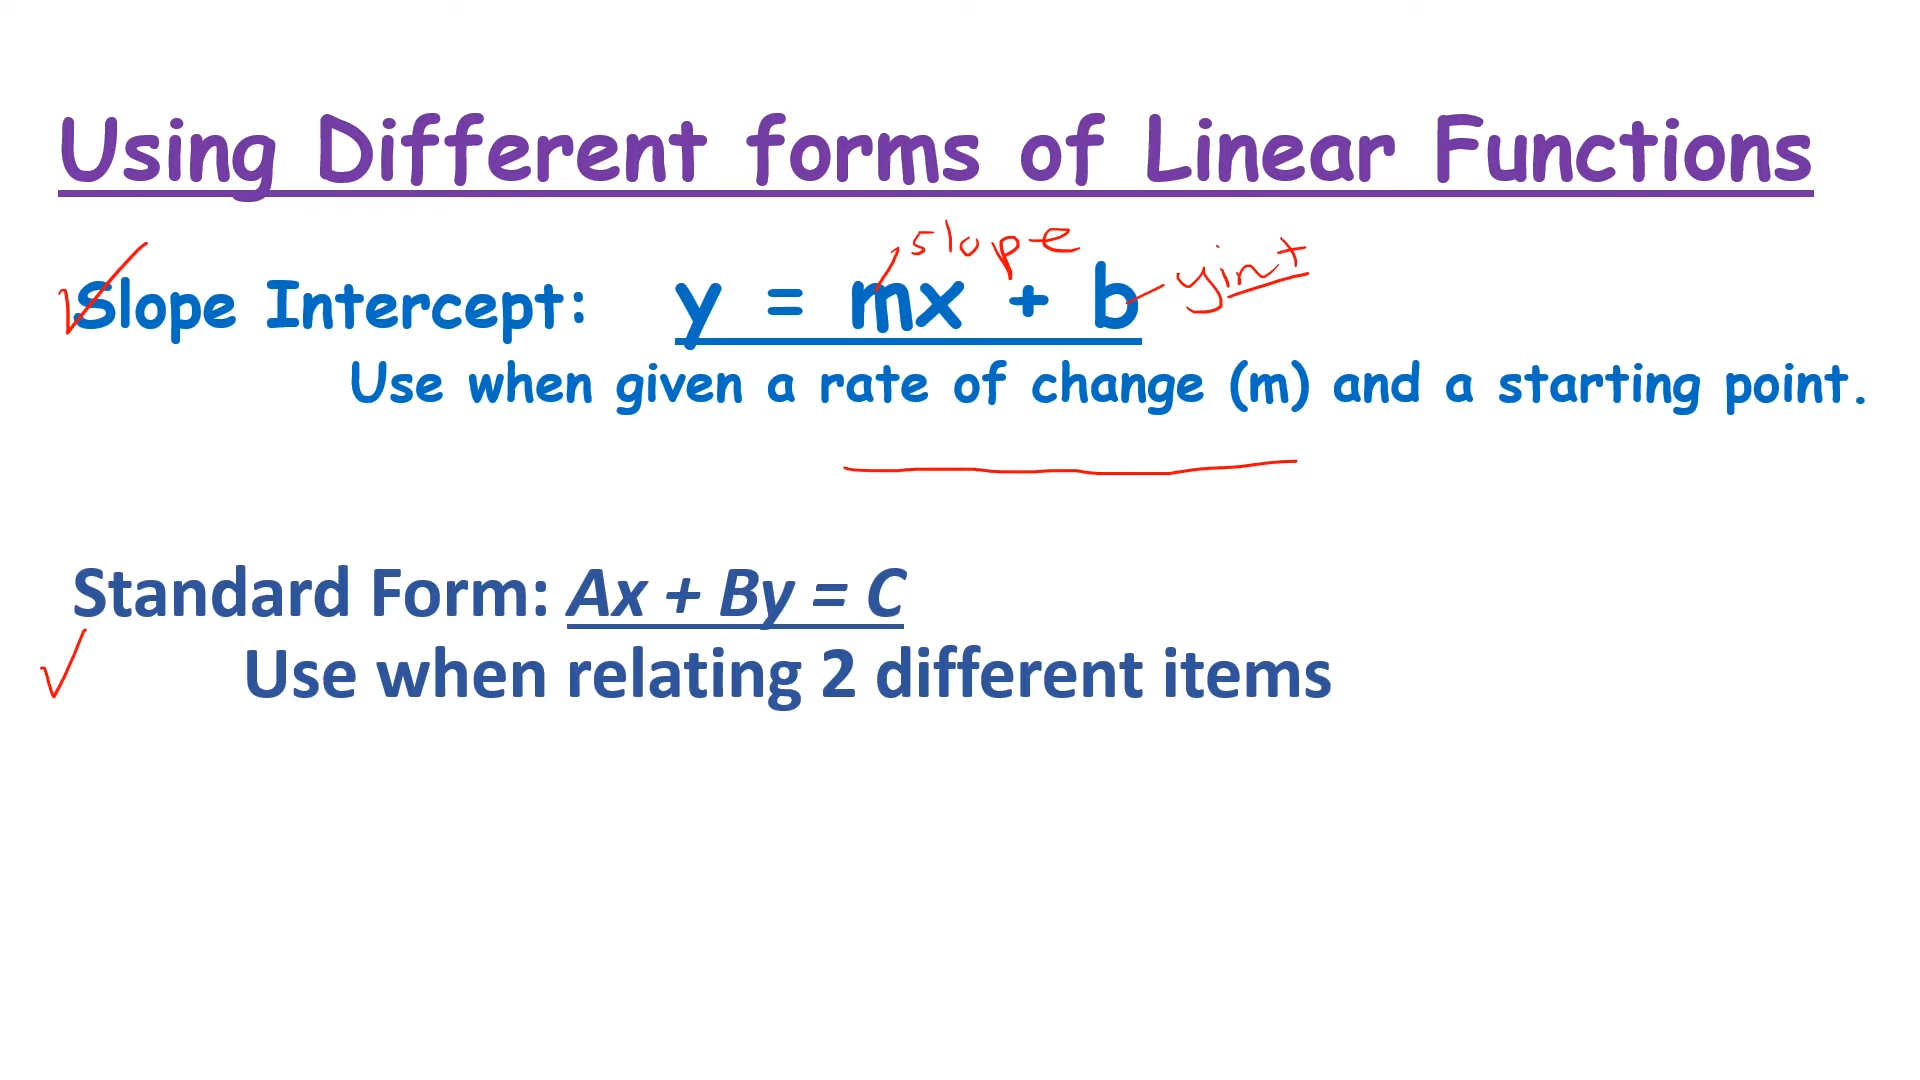 Using Different forms of Linear Functions
slope
Slope Intercept: y = mx + b yint
Use when given a rate of change (m) and a starting point.
Standard Form: Ax + By = C
Use when relating 2 different items